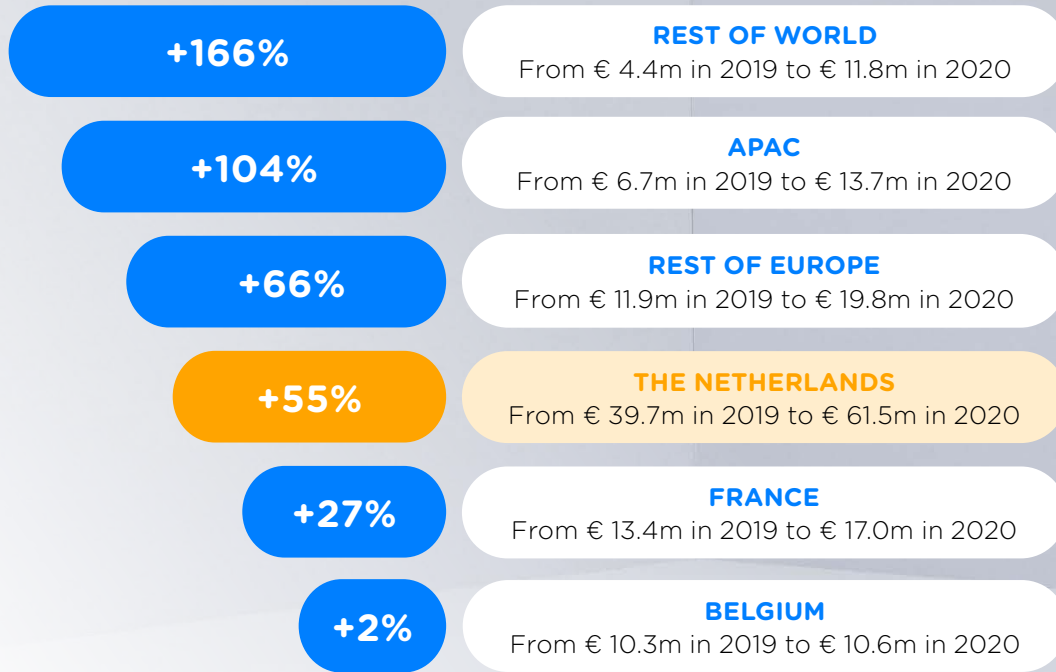 +166%
REST OF WORLD
From € 4.4m in 2019 to € 11.8m in 2020
+104%
APAC
From € 6.7m in 2019 to € 13.7m in 2020
+66%
REST OF EUROPE
From € 11.9m in 2019 to € 19.8m in 2020
+55%
THE NETHERLANDS
From € 39.7m in 2019 to € 61.5m in 2020
+27%
FRANCE
From € 13.4m in 2019 to € 17.0m in 2020
+2%
BELGIUM
From € 10.3m in 2019 to € 10.6m in 2020